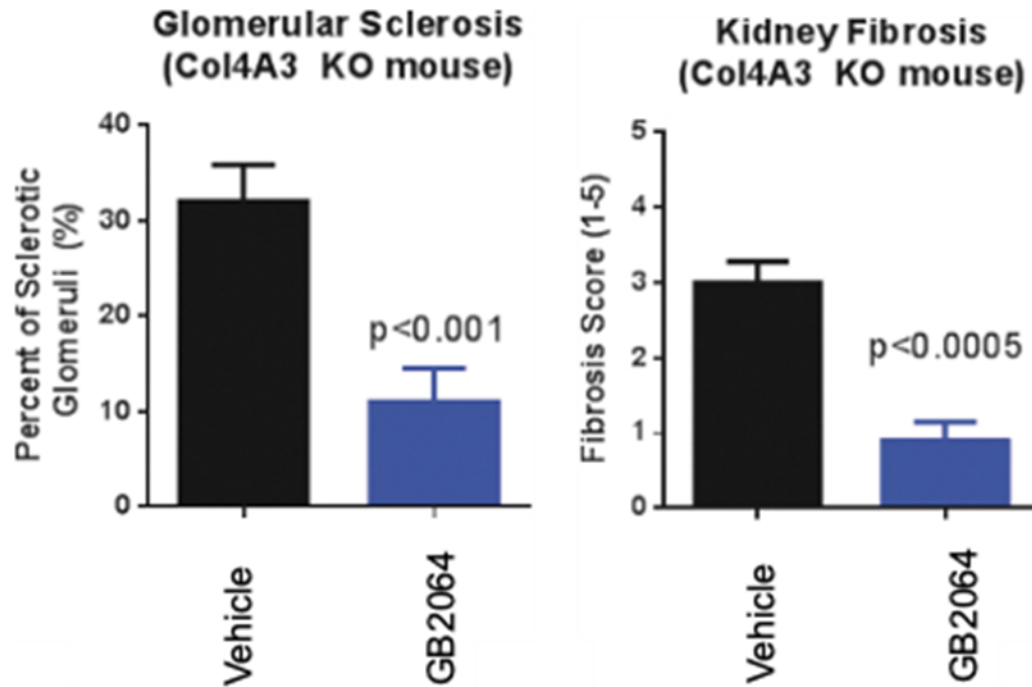 Glomerular Sclerosis
(Col4A3 KO mouse)
Percent of Sclerotic
Glomeruli (%)
40
30
20
10
0
p<0.001
Vehicle
GB2064
Kidney Fibrosis
(Col4A3 KO mouse)
Fibrosis Score (1-5)
5
4
3
2
1
0
p<0.0005
Vehicle
GB2064